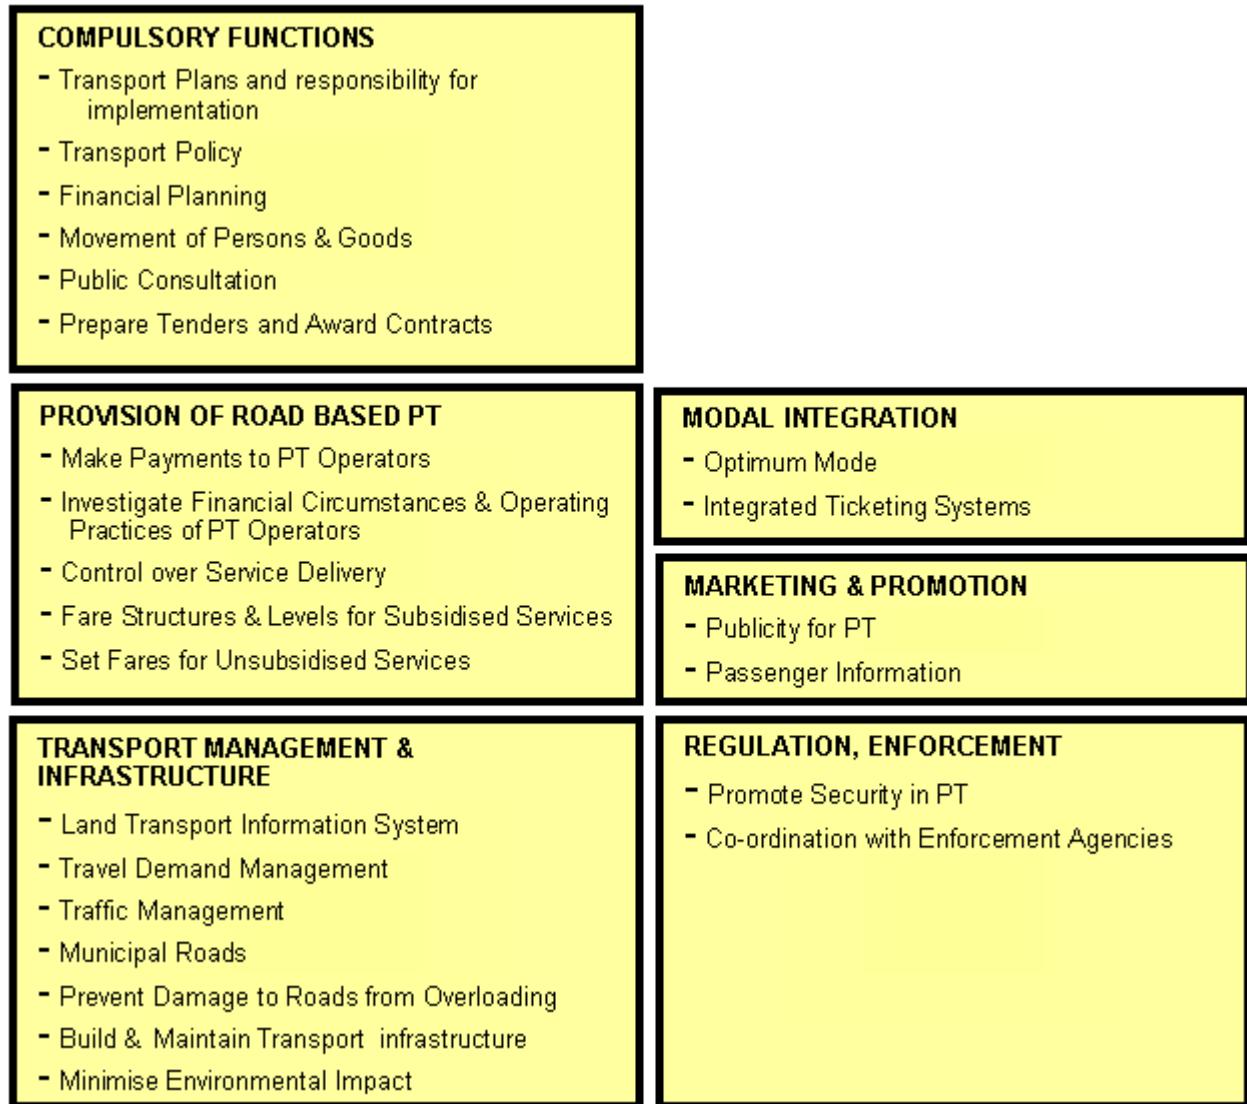 COMPULSORY FUNCTIONS
- Transport Plans and responsibility for
implementation
- Transport Policy
- Financial Planning
- Movement of Persons & Goods
- Public Consultation
- Prepare Tenders and Award Contracts
PROVISION OF ROAD BASED PT
- Make Payments to PT Operators
- Investigate Financial Circumstances & Operating
Practices of PT Operators
- Control over Service Delivery
- Fare Structures & Levels for Subsidised Services
- Set Fares for Unsubsidised Services
MODAL INTEGRATION
- Optimum Mode
- Integrated Ticketing Systems
MARKETING & PROMOTION
- Publicity for PT
- Passenger Information
TRANSPORT MANAGEMENT &
INFRASTRUCTURE
- Land Transport Information System
- Travel Demand Management
- Traffic Management
- Municipal Roads
- Prevent Damage to Roads from Overloading
- Build & Maintain Transport infrastructure
- Minimise Environmental Impact
REGULATION, ENFORCEMENT
- Promote Security in PT
- Co-ordination with Enforcement Agencies